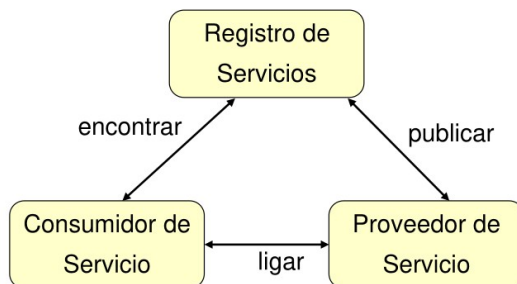 Registro de
Servicios
encontrar
publicar
Consumidor de
Servicio
ligar
Proveedor de
Servicio